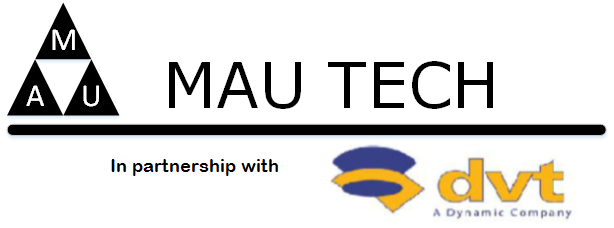 M
A U
MAU TECH
In partnership with
dvt
A Dynamic Company